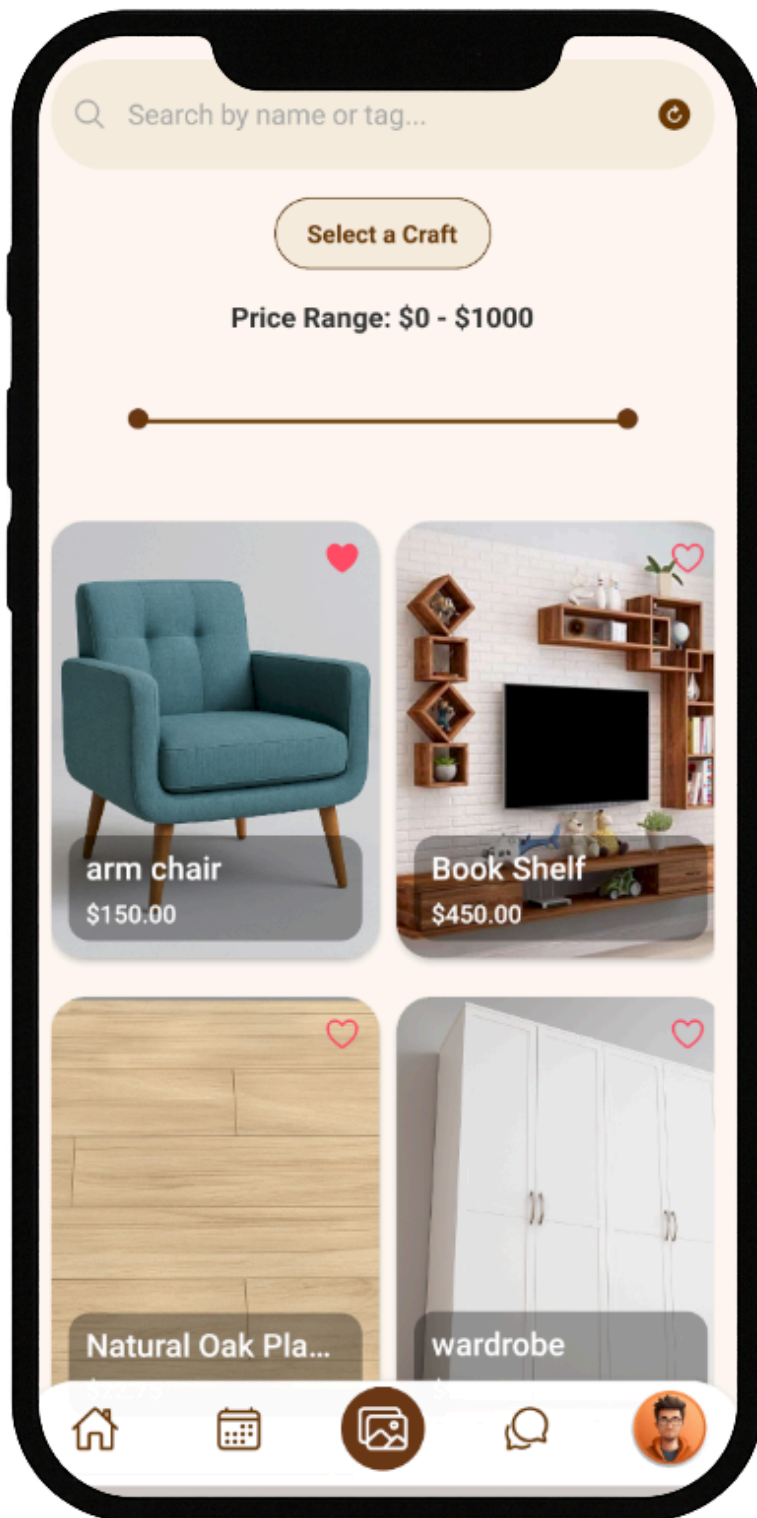 Search by name or tag...
Select a Craft
Price Range: $0 - $1000
arm chair
$150.00
Book Shelf
$450.00
Natural Oak Pla...
wardrobe